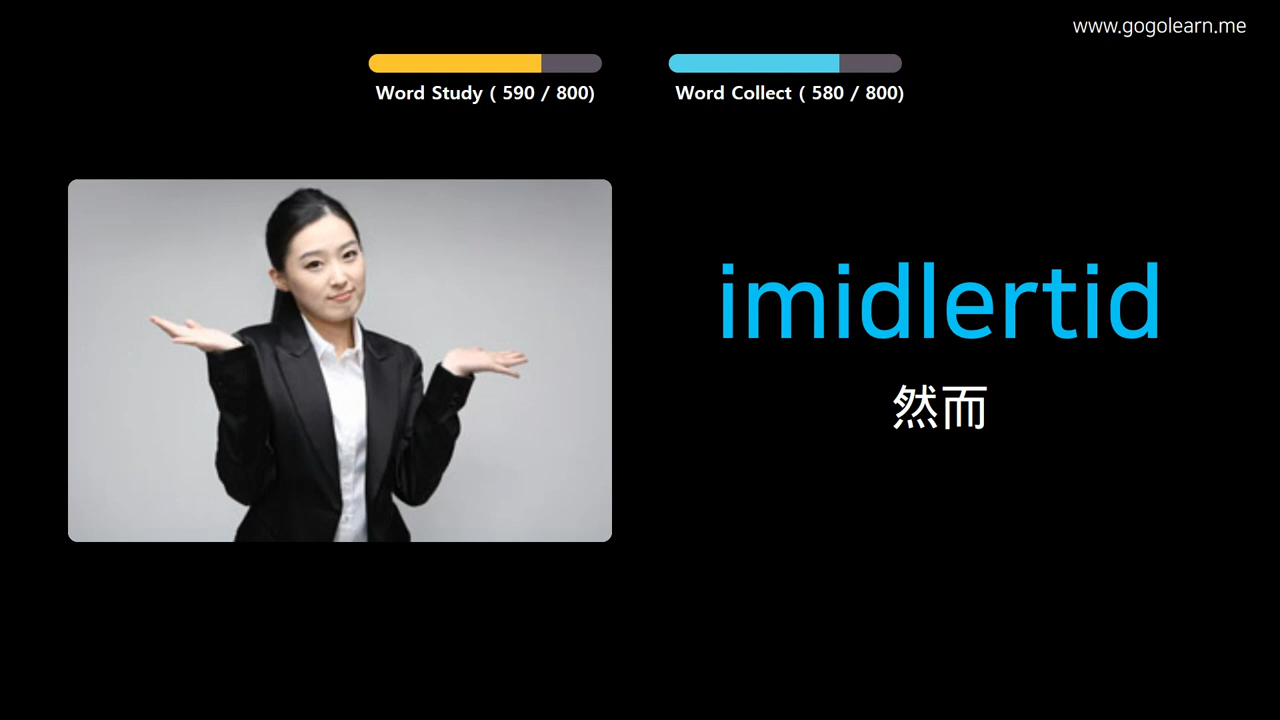 www.gogolearn.me
Word Study ( 590 / 800)
Word Collect ( 580 / 800)
imidlertid
然而